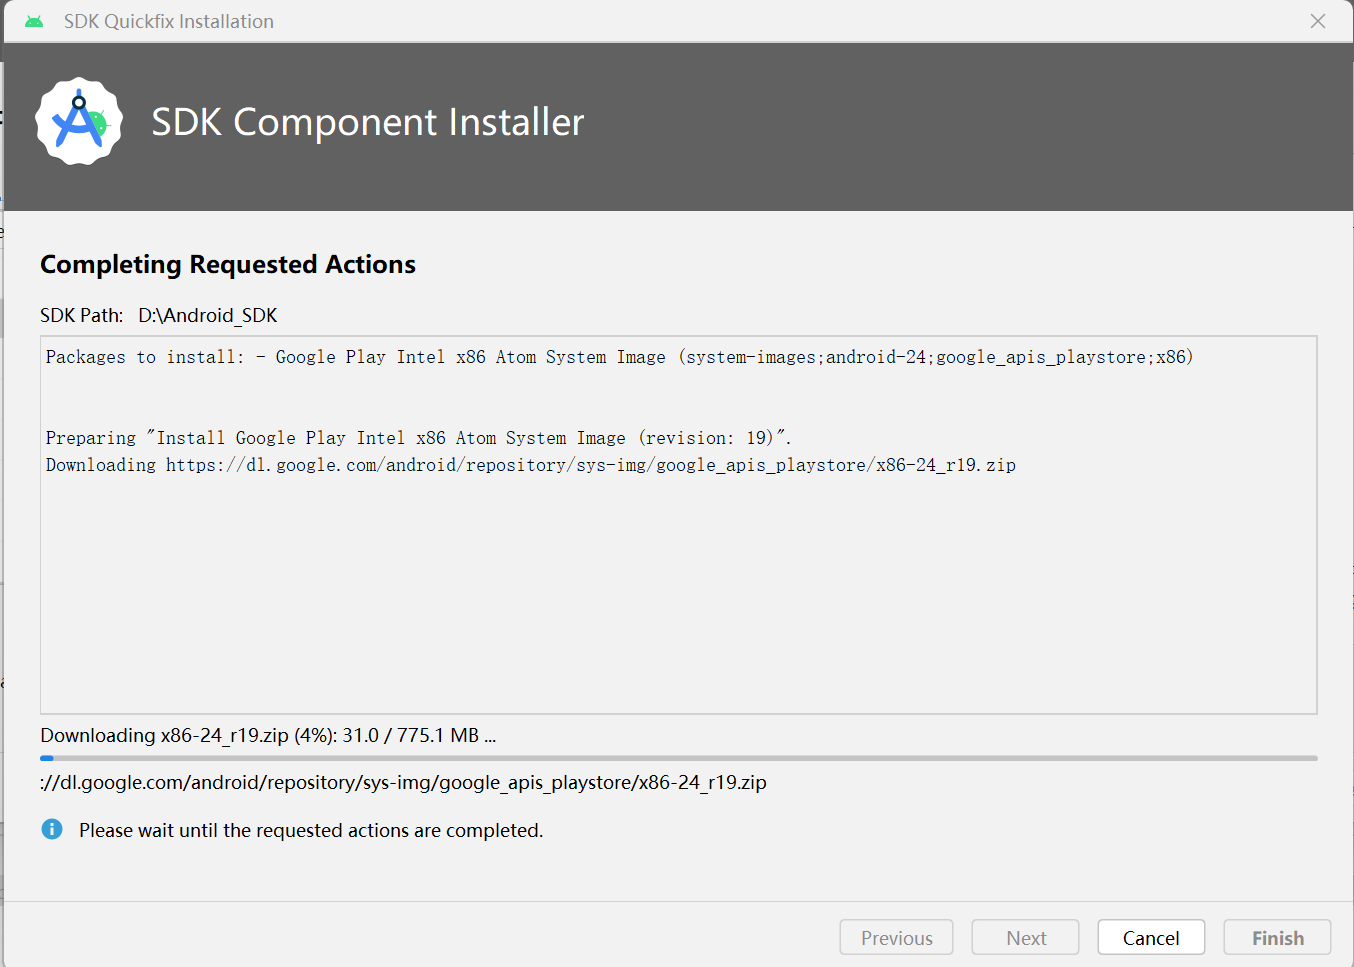 SDK Quickfix Installation
SDK Component Installer
Completing Requested Actions
SDK Path: D:\Android_SDK
Packages to install: - Google Play Intel x86 Atom System Image (system-images;android-24;google_apis_playstore;x86)
Preparing "Install Google Play Intel x86 Atom System Image (revision: 19)".
Downloading https://dl.google.com/android/repository/sys-img/google_apis_playstore/x86-24_r19.zip
Downloading x86-24_r19.zip (4%): 31.0 / 775.1 MB ...
://dl.google.com/android/repository/sys-img/google_apis_playstore/x86-24_r19.zip
Please wait until the requested actions are completed.
Previous Next Cancel Finish